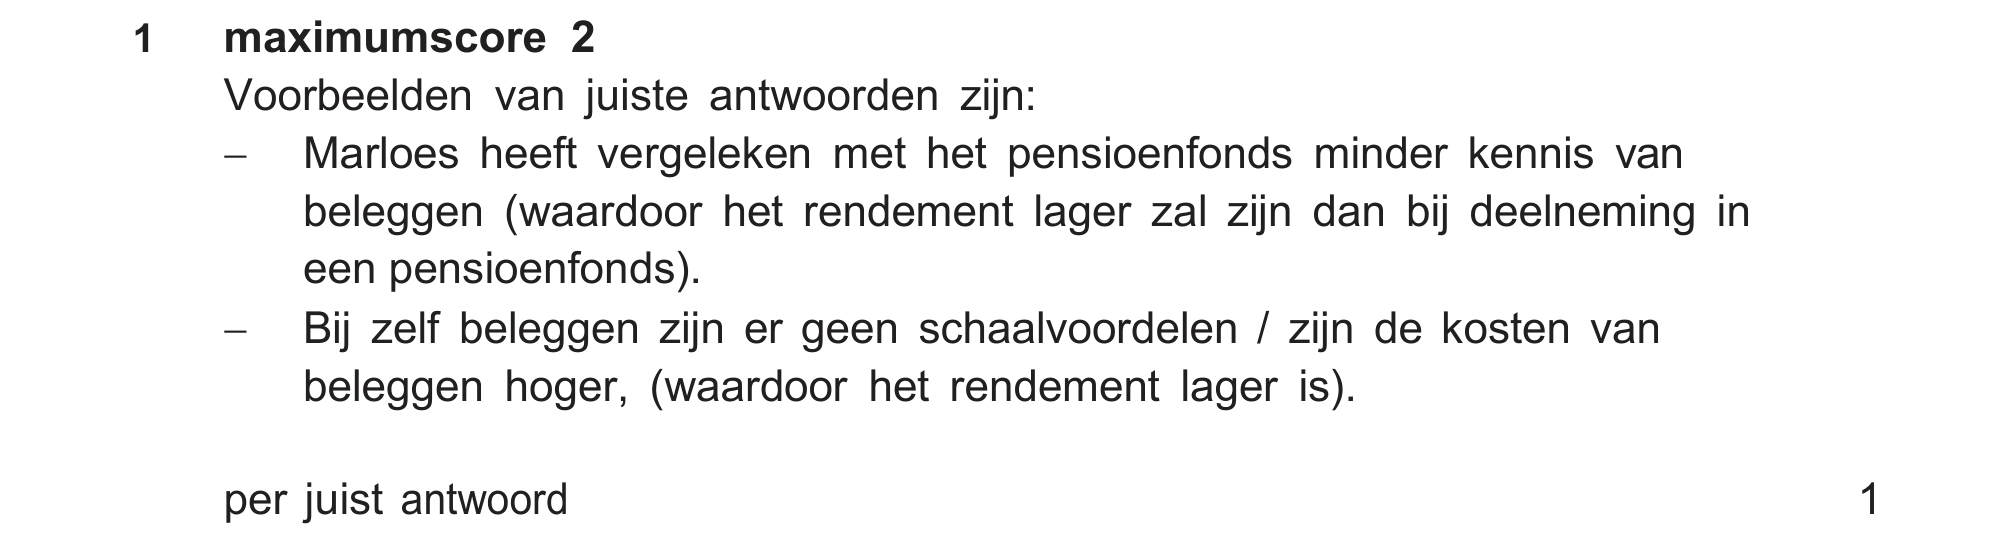 1 maximumscore 2
Voorbeelden van juiste antwoorden zijn:
– Marloes heeft vergeleken met het pensioenfonds minder kennis van
beleggen (waardoor het rendement lager zal zijn dan bij deelneming in
een pensioenfonds).
– Bij zelf beleggen zijn er geen schaalvoordelen / zijn de kosten van
beleggen hoger, (waardoor het rendement lager is).
per juist antwoord 1